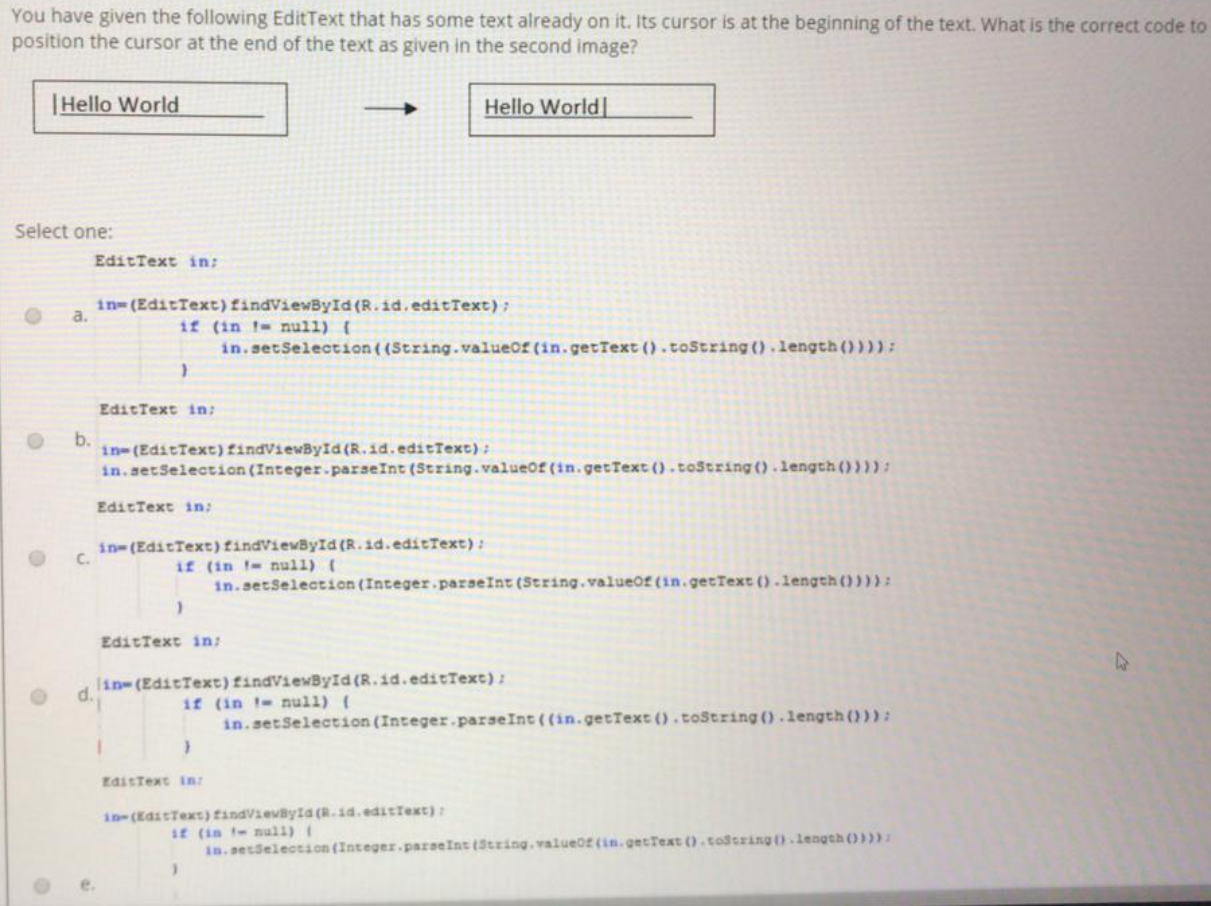 You have given the following EditText that has some text already on it. Its cursor is at the beginning of the text. What is the correct code to
position the cursor at the end of the text as given in the second image?
|Hello World
Hello World|
Select one:
EditText in;
a.
in=(EditText)findViewById(R.id.editText);
if (in != null) {
in.setSelection((String.valueOf(in.getText().toString().length())));
}
EditText in;
b.
in=(EditText)findViewById(R.id.editText);
in.setSelection(Integer.parseInt(String.valueOf(in.getText().toString().length())));
EditText in;
c.
in=(EditText)findViewById(R.id.editText);
if (in != null) {
in.setSelection(Integer.parseInt(String.valueOf(in.getText().length())));
}
EditText in;
d.
in=(EditText)findViewById(R.id.editText);
if (in != null) {
in.setSelection(Integer.parseInt((in.getText().toString().length()));
}
EditText in;
in=(EditText)findViewById(R.id.editText);
if (in != null) {
in.setSelection(Integer.parseInt(String.valueOf(in.getText().toString().length())));
}
e.